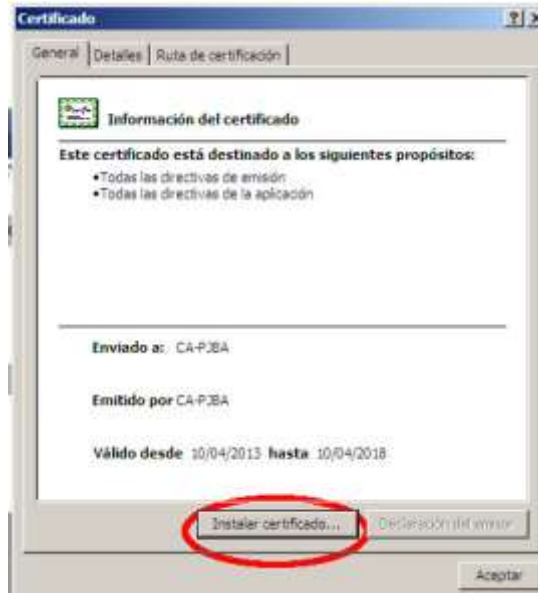 Certificado
General Detalles Ruta de certificación
Información del certificado
Este certificado está destinado a los siguientes propósitos:
•Todas las directivas de emisión
•Todas las directivas de la aplicación
Enviado a: CA-PJBA
Emitido por CA-PJBA
Válido desde 10/04/2013 hasta 10/04/2018
Instalar certificado... Declaración del emisor
Aceptar